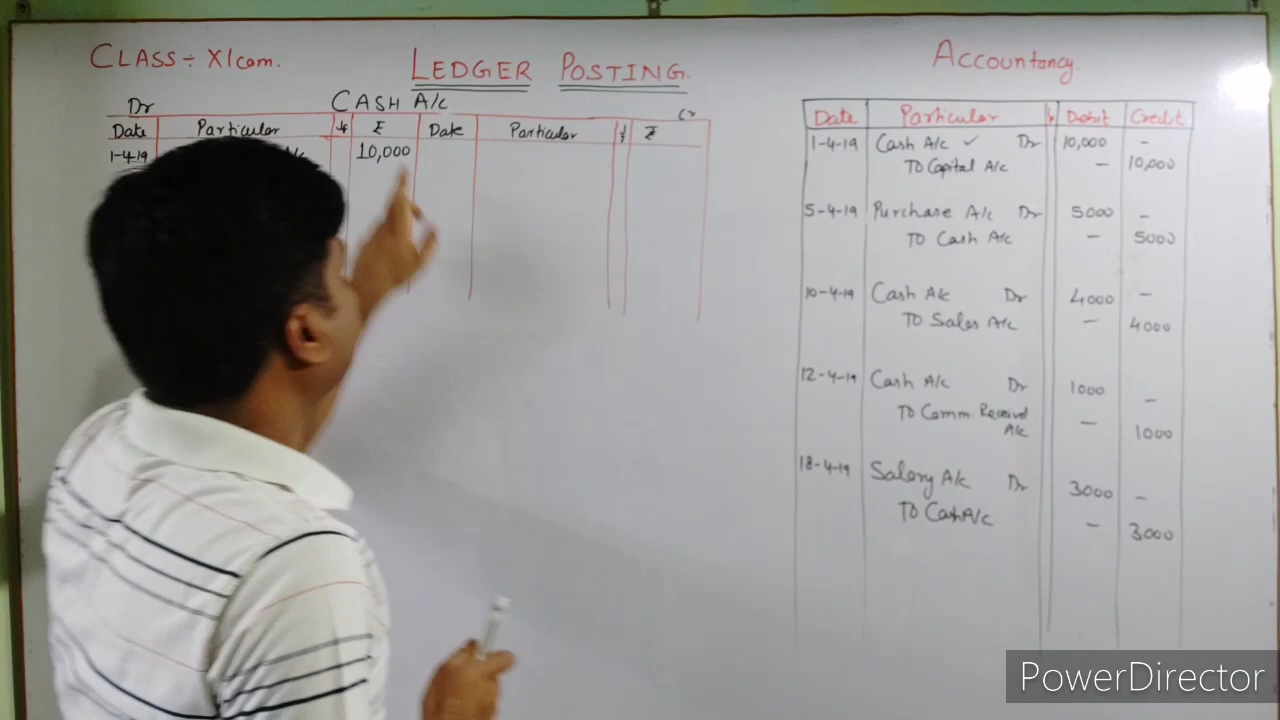 CLASS ÷ XI com.
LEDGER POSTING.
Accountancy.
Dr CASH A/c Cr
Date Particular ₹ Date Particular ₹
1-4-19 10,000
Date Particular Debit Credit
1-4-19 Cash A/c ✓ Dr 10,000 -
TO Capital A/c - 10,000
5-4-19 Purchase A/c Dr 5000 -
TO Cash A/c - 5000
10-4-19 Cash A/c Dr 4000 -
TO Sales A/c - 4000
12-4-19 Cash A/c Dr 1000 -
TO Comm. Received - 1000
A/c
18-4-19 Salary A/c Dr 3000 -
TO Cash A/c - 3000
PowerDirector